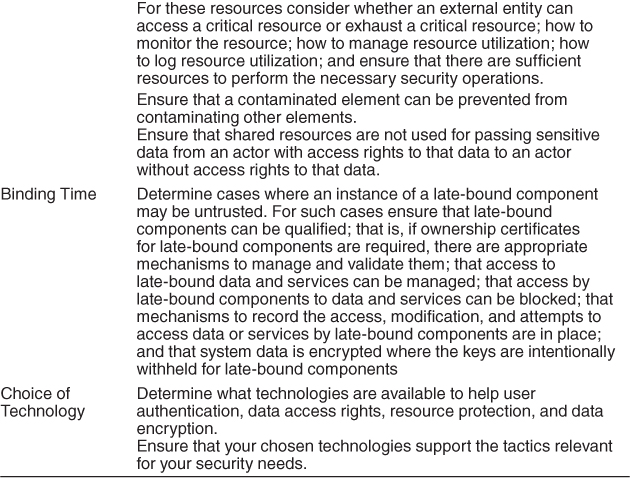 For these resources consider whether an external entity can
access a critical resource or exhaust a critical resource; how to
monitor the resource; how to manage resource utilization; how
to log resource utilization; and ensure that there are sufficient
resources to perform the necessary security operations.
Ensure that a contaminated element can be prevented from
contaminating other elements.
Ensure that shared resources are not used for passing sensitive
data from an actor with access rights to that data to an actor
without access rights to that data.
Binding Time
Determine cases where an instance of a late-bound component
may be untrusted. For such cases ensure that late-bound
components can be qualified; that is, if ownership certificates
for late-bound components are required, there are appropriate
mechanisms to manage and validate them; that access to
late-bound data and services can be managed; that access by
late-bound components to data and services can be blocked; that
mechanisms to record the access, modification, and attempts to
access data or services by late-bound components are in place;
and that system data is encrypted where the keys are intentionally
withheld for late-bound components
Choice of
Technology
Determine what technologies are available to help user
authentication, data access rights, resource protection, and data
encryption.
Ensure that your chosen technologies support the tactics relevant
for your security needs.